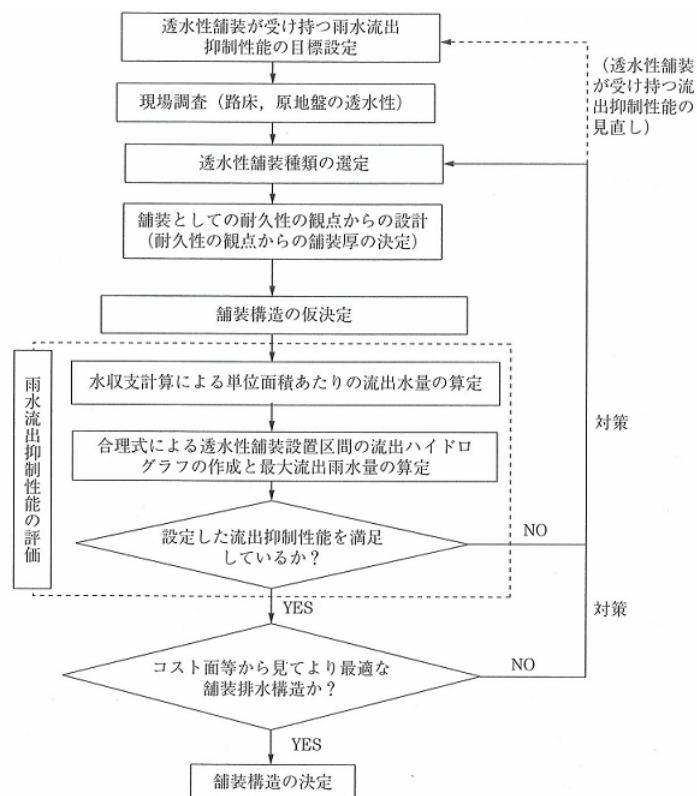 透水性舗装が受け持つ雨水流出
抑制性能の目標設定
(透水性舗装
が受け持つ流
出抑制性能の
見直し)
現場調査（路床，原地盤の透水性）
透水性舗装種類の選定
舗装としての耐久性の観点からの設計
（耐久性の観点からの舗装厚の決定）
舗装構造の仮決定
雨水流出抑制性能の評価
水収支計算による単位面積あたりの流出水量の算定
合理式による透水性舗装設置区間の流出ハイドロ
グラフの作成と最大流出雨水量の算定
対策
設定した流出抑制性能を満足
しているか？
NO
YES
対策
コスト面等から見てより最適な
舗装排水構造か？
NO
YES
舗装構造の決定